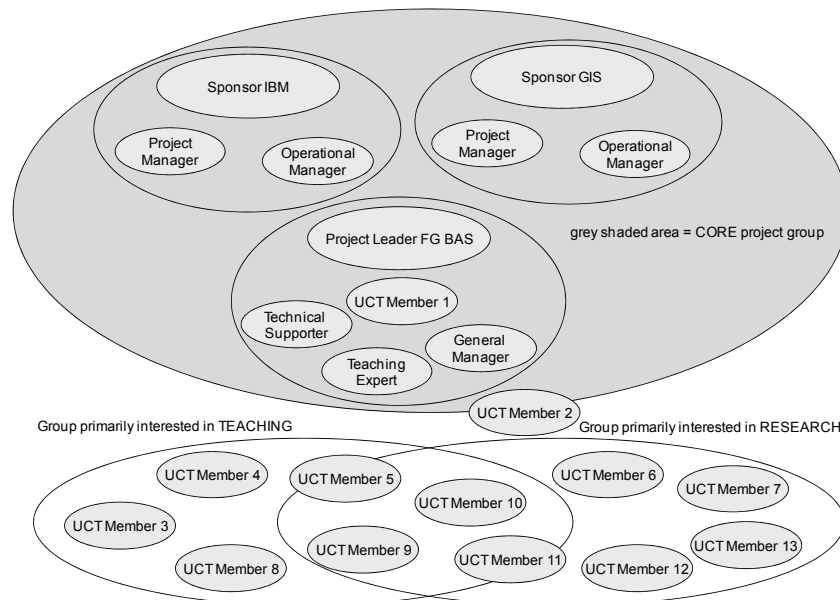 Sponsor IBM
Project
Manager
Operational
Manager
Sponsor GIS
Project
Manager
Operational
Manager
Project Leader FG BAS
grey shaded area = CORE project group
UCT Member 1
Technical
Supporter
General
Manager
Teaching
Expert
UCT Member 2
Group primarily interested in TEACHING
Group primarily interested in RESEARCH
UCT Member 4
UCT Member 5
UCT Member 6
UCT Member 7
UCT Member 10
UCT Member 3
UCT Member 9
UCT Member 11
UCT Member 13
UCT Member 8
UCT Member 12